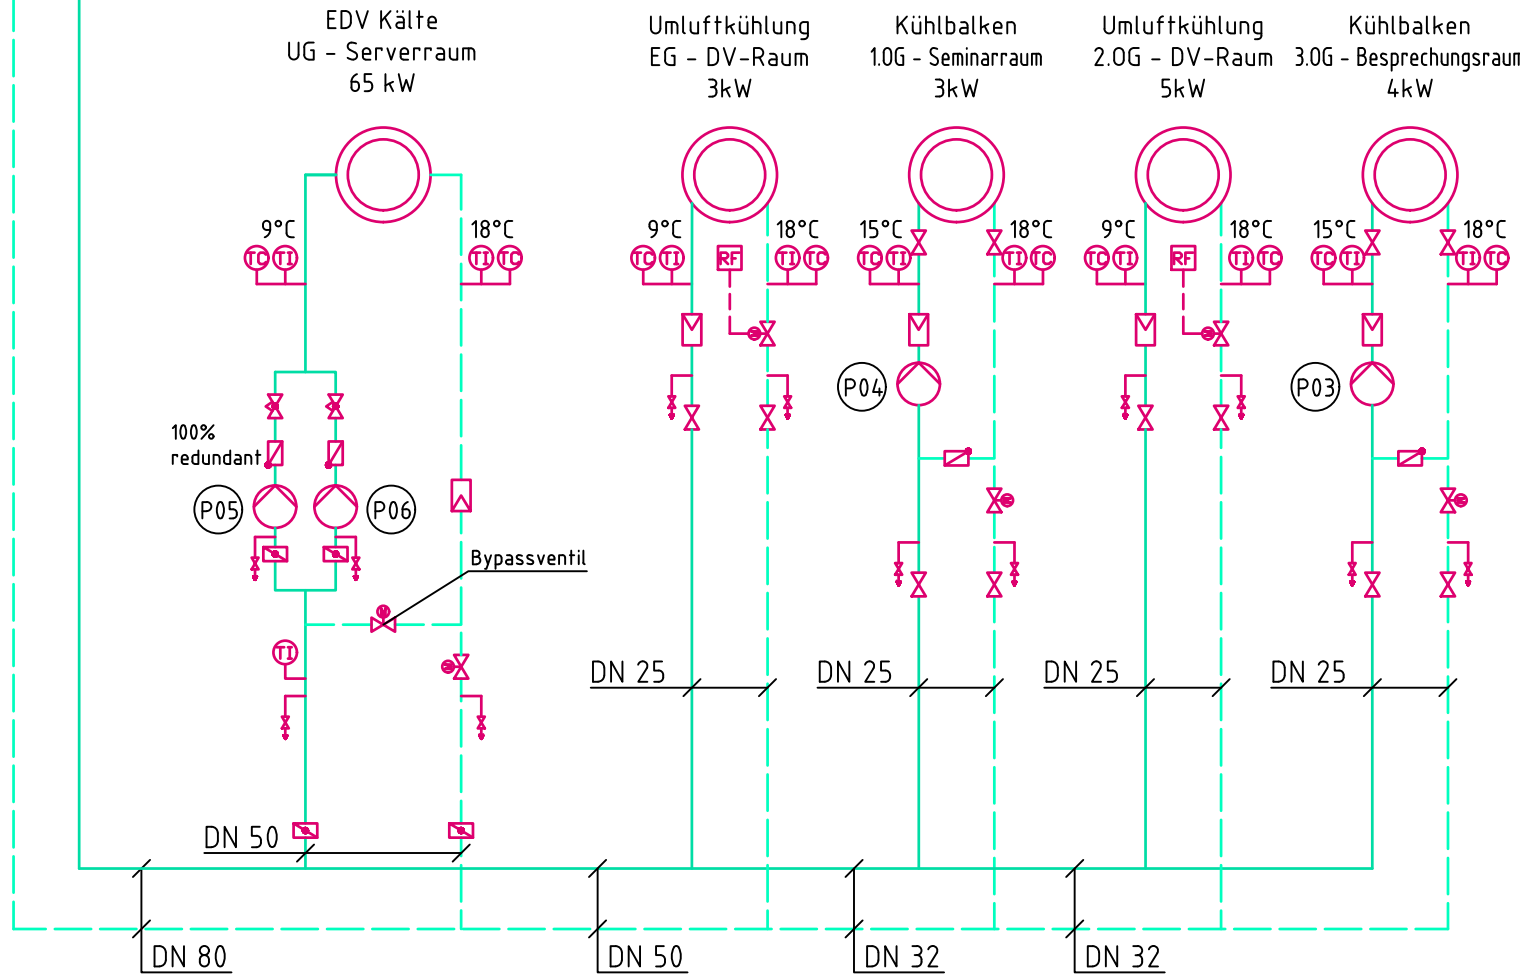 EDV Kälte
UG - Serverraum
65 kW
Umluftkühlung
EG - DV-Raum
3kW
Kühlbalken
1.OG - Seminarraum
3kW
Umluftkühlung
2.OG - DV-Raum
5kW
Kühlbalken
3.OG - Besprechungsraum
4kW
9°C
18°C
9°C
18°C
15°C
18°C
9°C
18°C
15°C
18°C
TC TI
TI TC
TC TI
RF
TI TC
TC TI
TI TC
TC TI
RF
TI TC
TC TI
TI TC
M
M
P04
P03
100%
redundant
P05
P06
M
M
Bypassventil
M
TI
M
DN 25
DN 25
DN 25
DN 25
DN 50
DN 80
DN 50
DN 32
DN 32